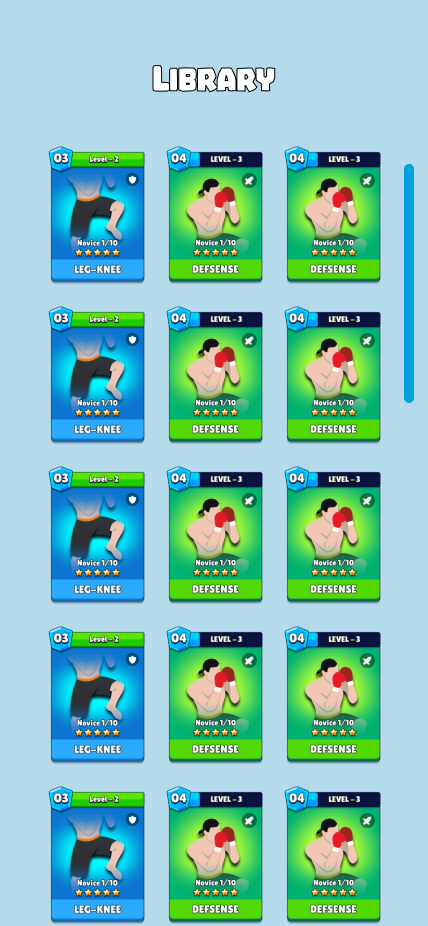 LIBRARY
03 Level - 2
04 LEVEL - 3
04 LEVEL - 3
Novice 1/10
Novice 1/10
Novice 1/10
LEG-KNEE
DEFSENSE
DEFSENSE
03 Level - 2
04 LEVEL - 3
04 LEVEL - 3
Novice 1/10
Novice 1/10
Novice 1/10
LEG-KNEE
DEFSENSE
DEFSENSE
03 Level - 2
04 LEVEL - 3
04 LEVEL - 3
Novice 1/10
Novice 1/10
Novice 1/10
LEG-KNEE
DEFSENSE
DEFSENSE
03 Level - 2
04 LEVEL - 3
04 LEVEL - 3
Novice 1/10
Novice 1/10
Novice 1/10
LEG-KNEE
DEFSENSE
DEFSENSE
03 Level - 2
04 LEVEL - 3
04 LEVEL - 3
Novice 1/10
Novice 1/10
Novice 1/10
LEG-KNEE
DEFSENSE
DEFSENSE